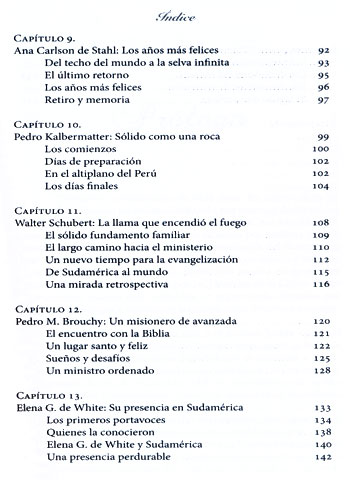 Índice
CAPÍTULO 9.
Ana Carlson de Stahl: Los años más felices 92
Del techo del mundo a la selva infinita 93
El último retorno 95
Los años más felices 96
Retiro y memoria 97
CAPÍTULO 10.
Pedro Kalbermatter: Sólido como una roca 99
Los comienzos 100
Días de preparación 102
En el altiplano del Perú 102
Los días finales 104
CAPÍTULO 11.
Walter Schubert: La llama que encendió el fuego 108
El sólido fundamento familiar 109
El largo camino hacia el ministerio 110
Un nuevo tiempo para la evangelización 112
De Sudamérica al mundo 115
Una mirada retrospectiva 116
CAPÍTULO 12.
Pedro M. Brouchy: Un misionero de avanzada 120
El encuentro con la Biblia 121
Un lugar santo y feliz 122
Sueños y desafíos 125
Un ministro ordenado 128
CAPÍTULO 13.
Elena G. de White: Su presencia en Sudamérica 133
Los primeros portavoces 134
Quienes la conocieron 138
Elena G. de White y Sudamérica 140
Una presencia perdurable 142